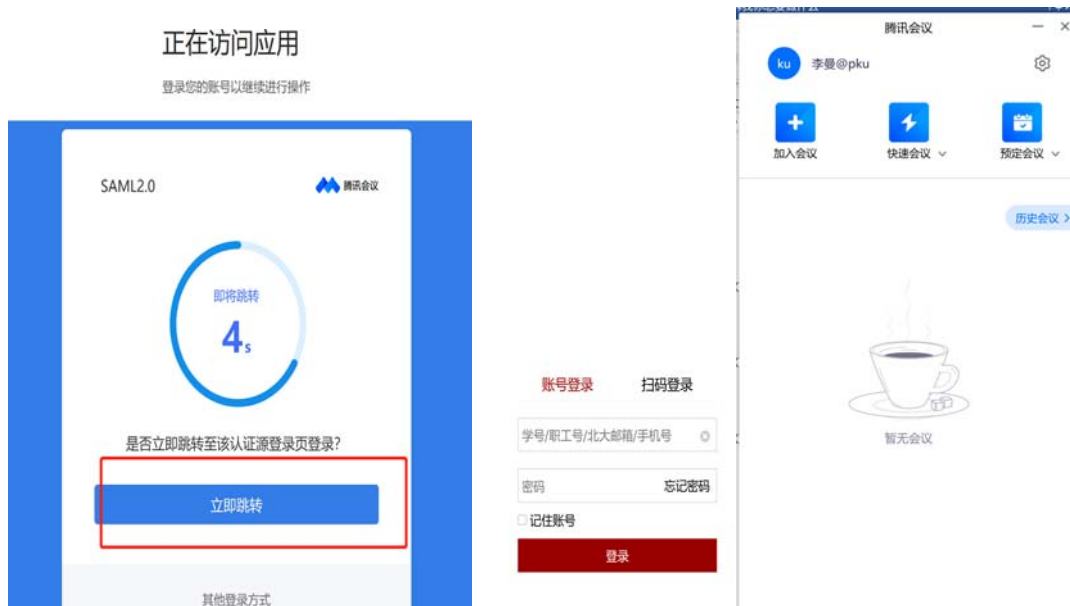 正在访问应用
登录您的账号以继续进行操作
SAML2.0
腾讯会议
即将跳转
4s
是否立即跳转至该认证源登录页登录?
立即跳转
其他登录方式
账号登录 扫码登录
学号/职工号/北大邮箱/手机号
密码 忘记密码
记住账号
登录
腾讯会议
ku 李曼@pku
加入会议 快速会议 预定会议
历史会议 >
暂无会议